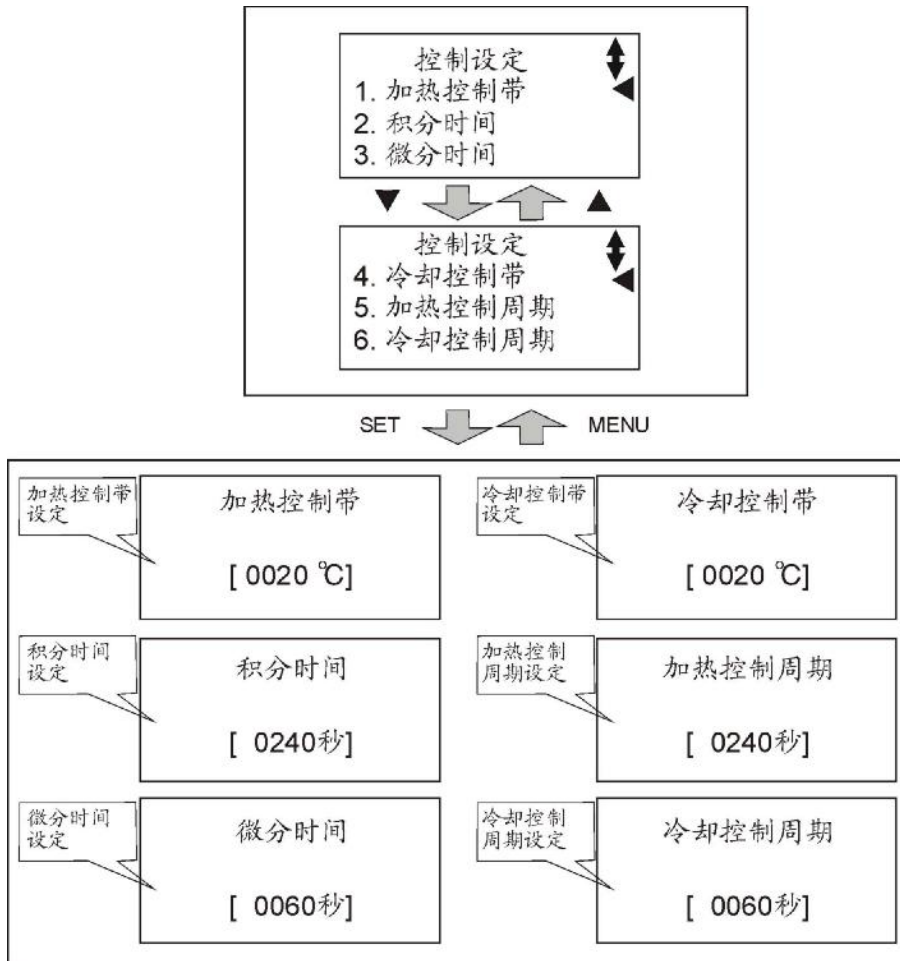 控制设定
1. 加热控制带
2. 积分时间
3. 微分时间
▼ ▲
控制设定
4. 冷却控制带
5. 加热控制周期
6. 冷却控制周期
SET MENU
加热控制带
设定
加热控制带
[ 0020 ℃]
冷却控制带
设定
冷却控制带
[ 0020 ℃]
积分时间
设定
积分时间
[ 0240秒]
加热控制
周期设定
加热控制周期
[ 0240秒]
微分时间
设定
微分时间
[ 0060秒]
冷却控制
周期设定
冷却控制周期
[ 0060秒]